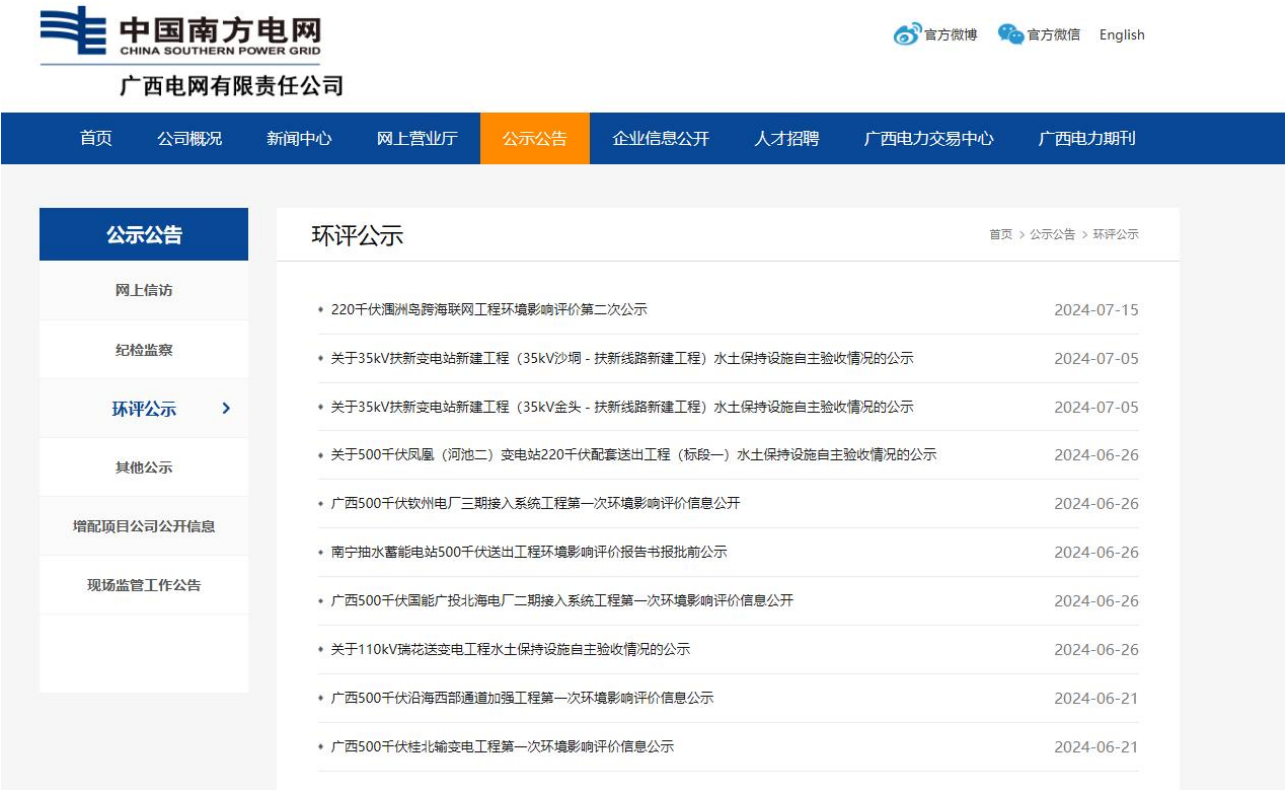 中国南方电网
CHINA SOUTHERN POWER GRID
广西电网有限责任公司
官方微博 官方微信 English
首页 公司概况 新闻中心 网上营业厅 公示公告 企业信息公开 人才招聘 广西电力交易中心 广西电力期刊
公示公告
网上信访
纪检监察
环评公示 >
其他公示
增配项目公司公开信息
现场监管工作公告
环评公示 首页 > 公示公告 > 环评公示
220千伏涠洲岛跨海联网工程环境影响评价第二次公示 2024-07-15
关于35kV扶新变电站新建工程（35kV沙垌 - 扶新线路新建工程）水土保持设施自主验收情况的公示 2024-07-05
关于35kV扶新变电站新建工程（35kV金头 - 扶新线路新建工程）水土保持设施自主验收情况的公示 2024-07-05
关于500千伏凤凰（河池二）变电站220千伏配套送出工程（标段一）水土保持设施自主验收情况的公示 2024-06-26
广西500千伏钦州电厂三期接入系统工程第一次环境影响评价信息公开 2024-06-26
南宁抽水蓄能电站500千伏送出工程环境影响评价报告书报批前公示 2024-06-26
广西500千伏国能广投北海电厂二期接入系统工程第一次环境影响评价信息公开 2024-06-26
关于110kV瑞花送变电工程水土保持设施自主验收情况的公示 2024-06-26
广西500千伏沿海西部通道加强工程第一次环境影响评价信息公示 2024-06-21
广西500千伏桂北输变电工程第一次环境影响评价信息公示 2024-06-21